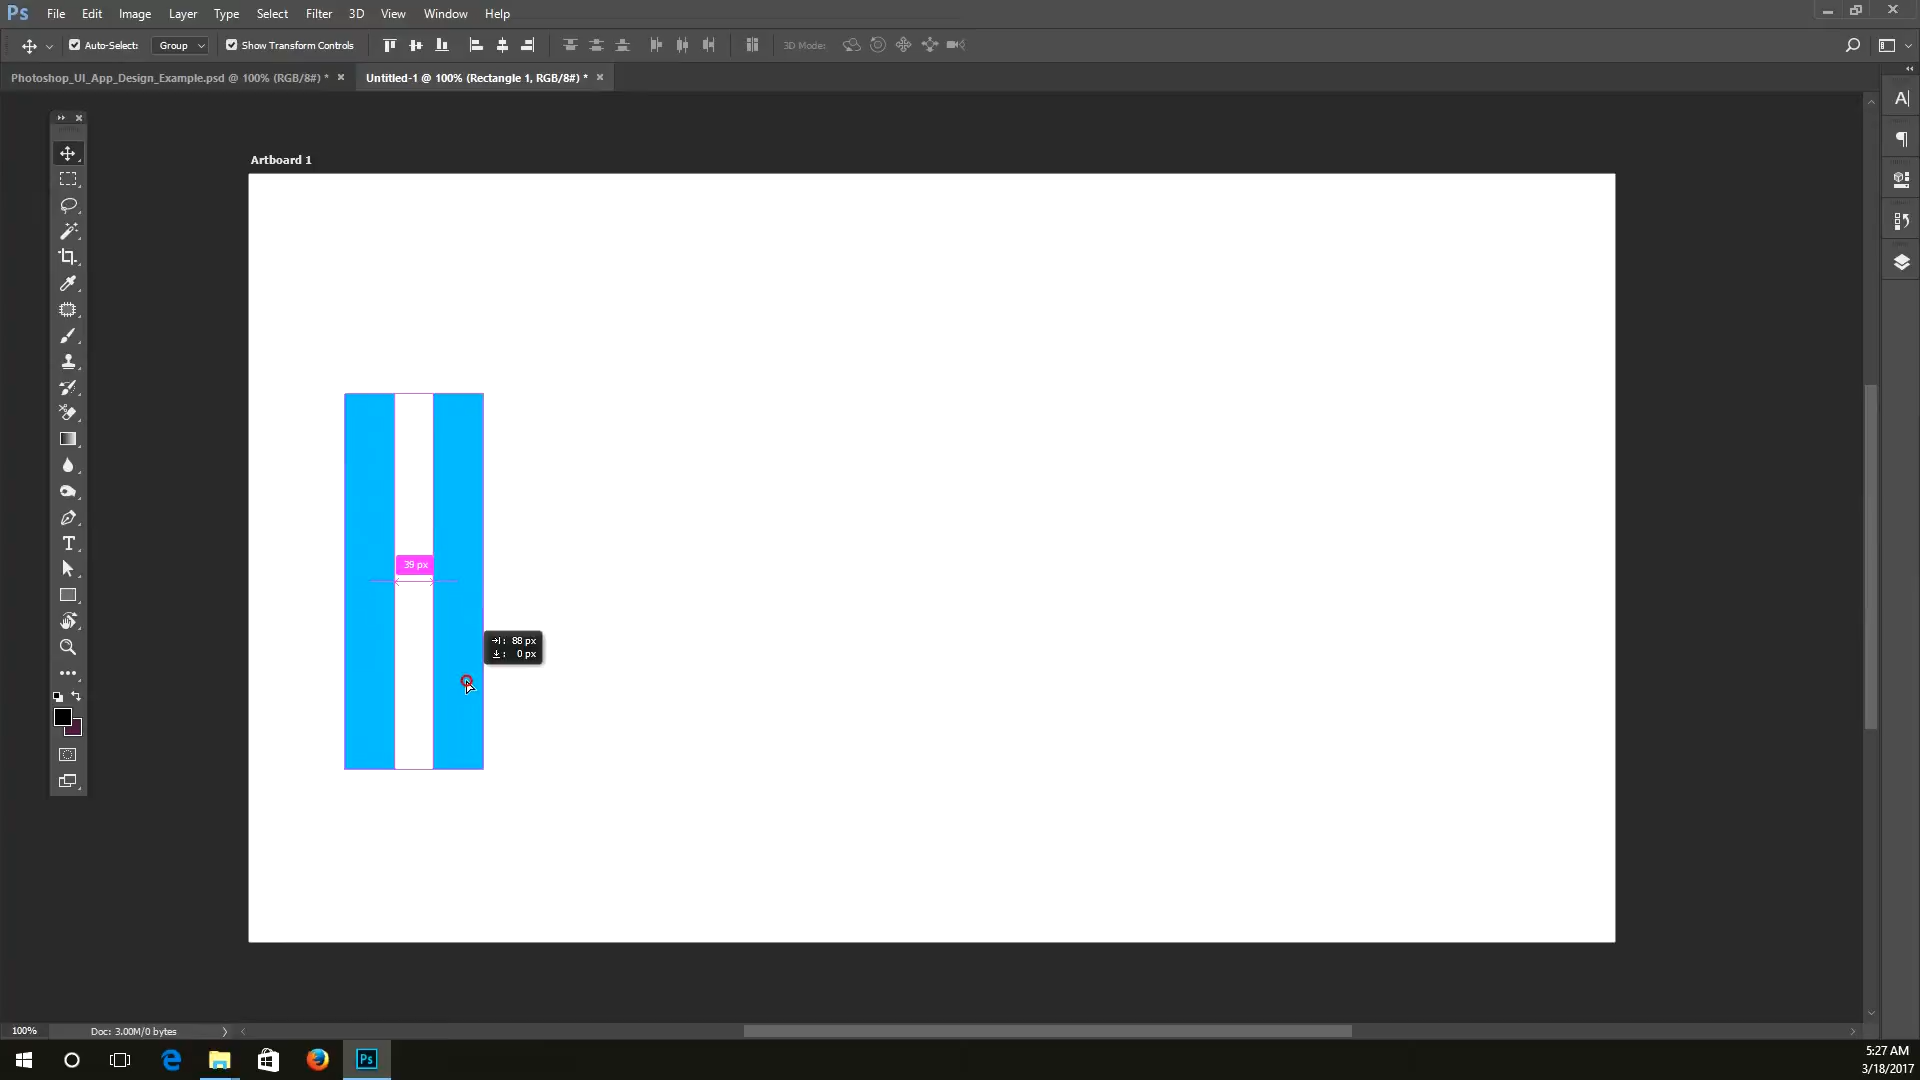 Ps File Edit Image Layer Type Select Filter 3D View Window Help
Auto-Select: Group Show Transform Controls 3D Mode:
Photoshop_UI_App_Design_Example.psd @ 100% (RGB/8#) * × Untitled-1 @ 100% (Rectangle 1, RGB/8#) * ×
Artboard 1
39 px
: 88 px
: 0 px
100% Doc: 3.00M/0 bytes
Ps
5:27 AM
3/18/2017